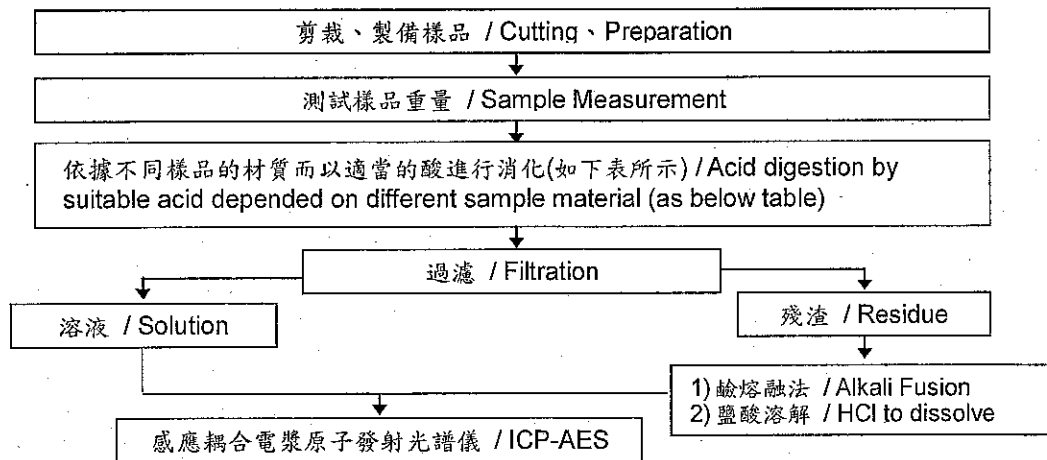 剪裁、製備樣品 / Cutting、Preparation
測試樣品重量 / Sample Measurement
依據不同樣品的材質而以適當的酸進行消化(如下表所示) / Acid digestion by
suitable acid depended on different sample material (as below table)
過濾 / Filtration
溶液 / Solution
殘渣 / Residue
1) 鹼熔融法 / Alkali Fusion
2) 鹽酸溶解 / HCl to dissolve
感應耦合電漿原子發射光譜儀 / ICP-AES